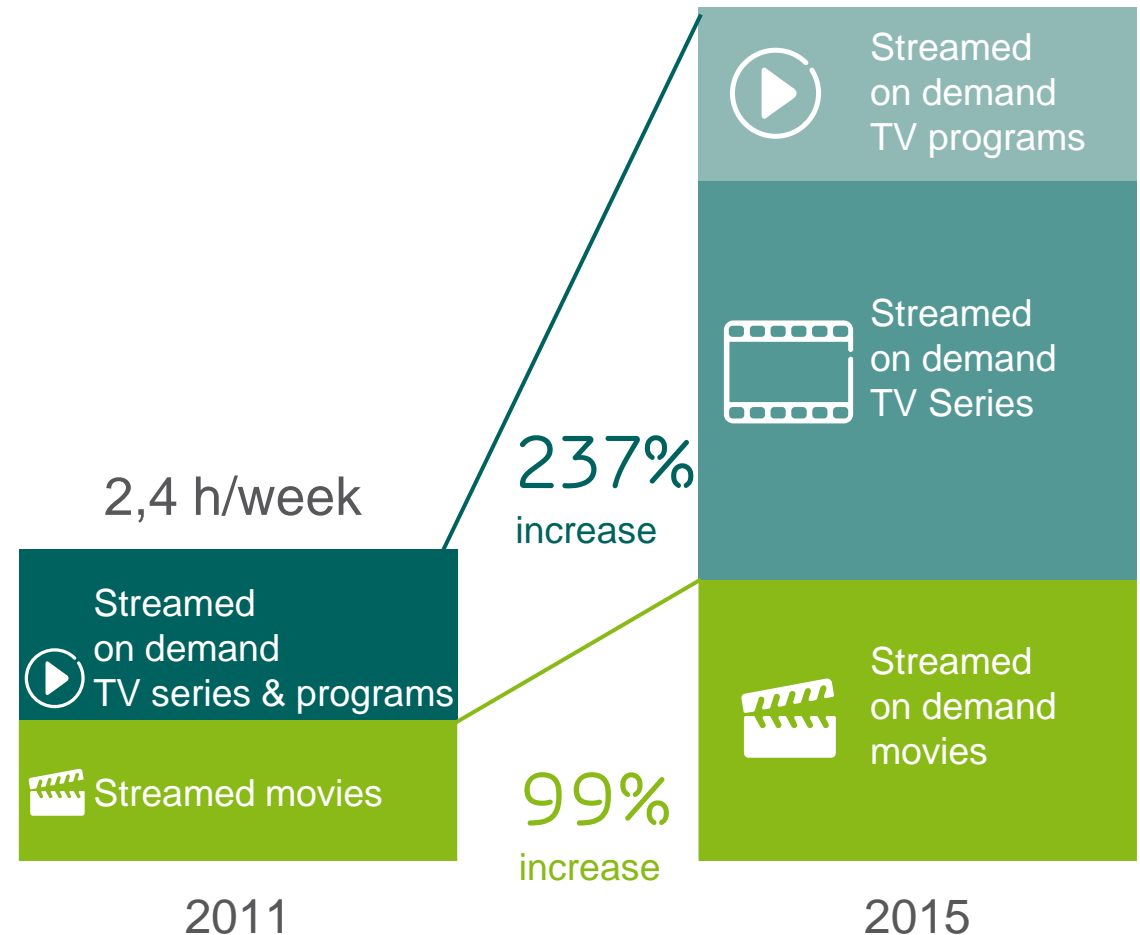 Streamed
on demand
TV programs
Streamed
on demand
TV Series
237%
increase
2,4 h/week
Streamed
on demand
TV series & programs
Streamed
on demand
movies
Streamed movies
99%
increase
2011
2015